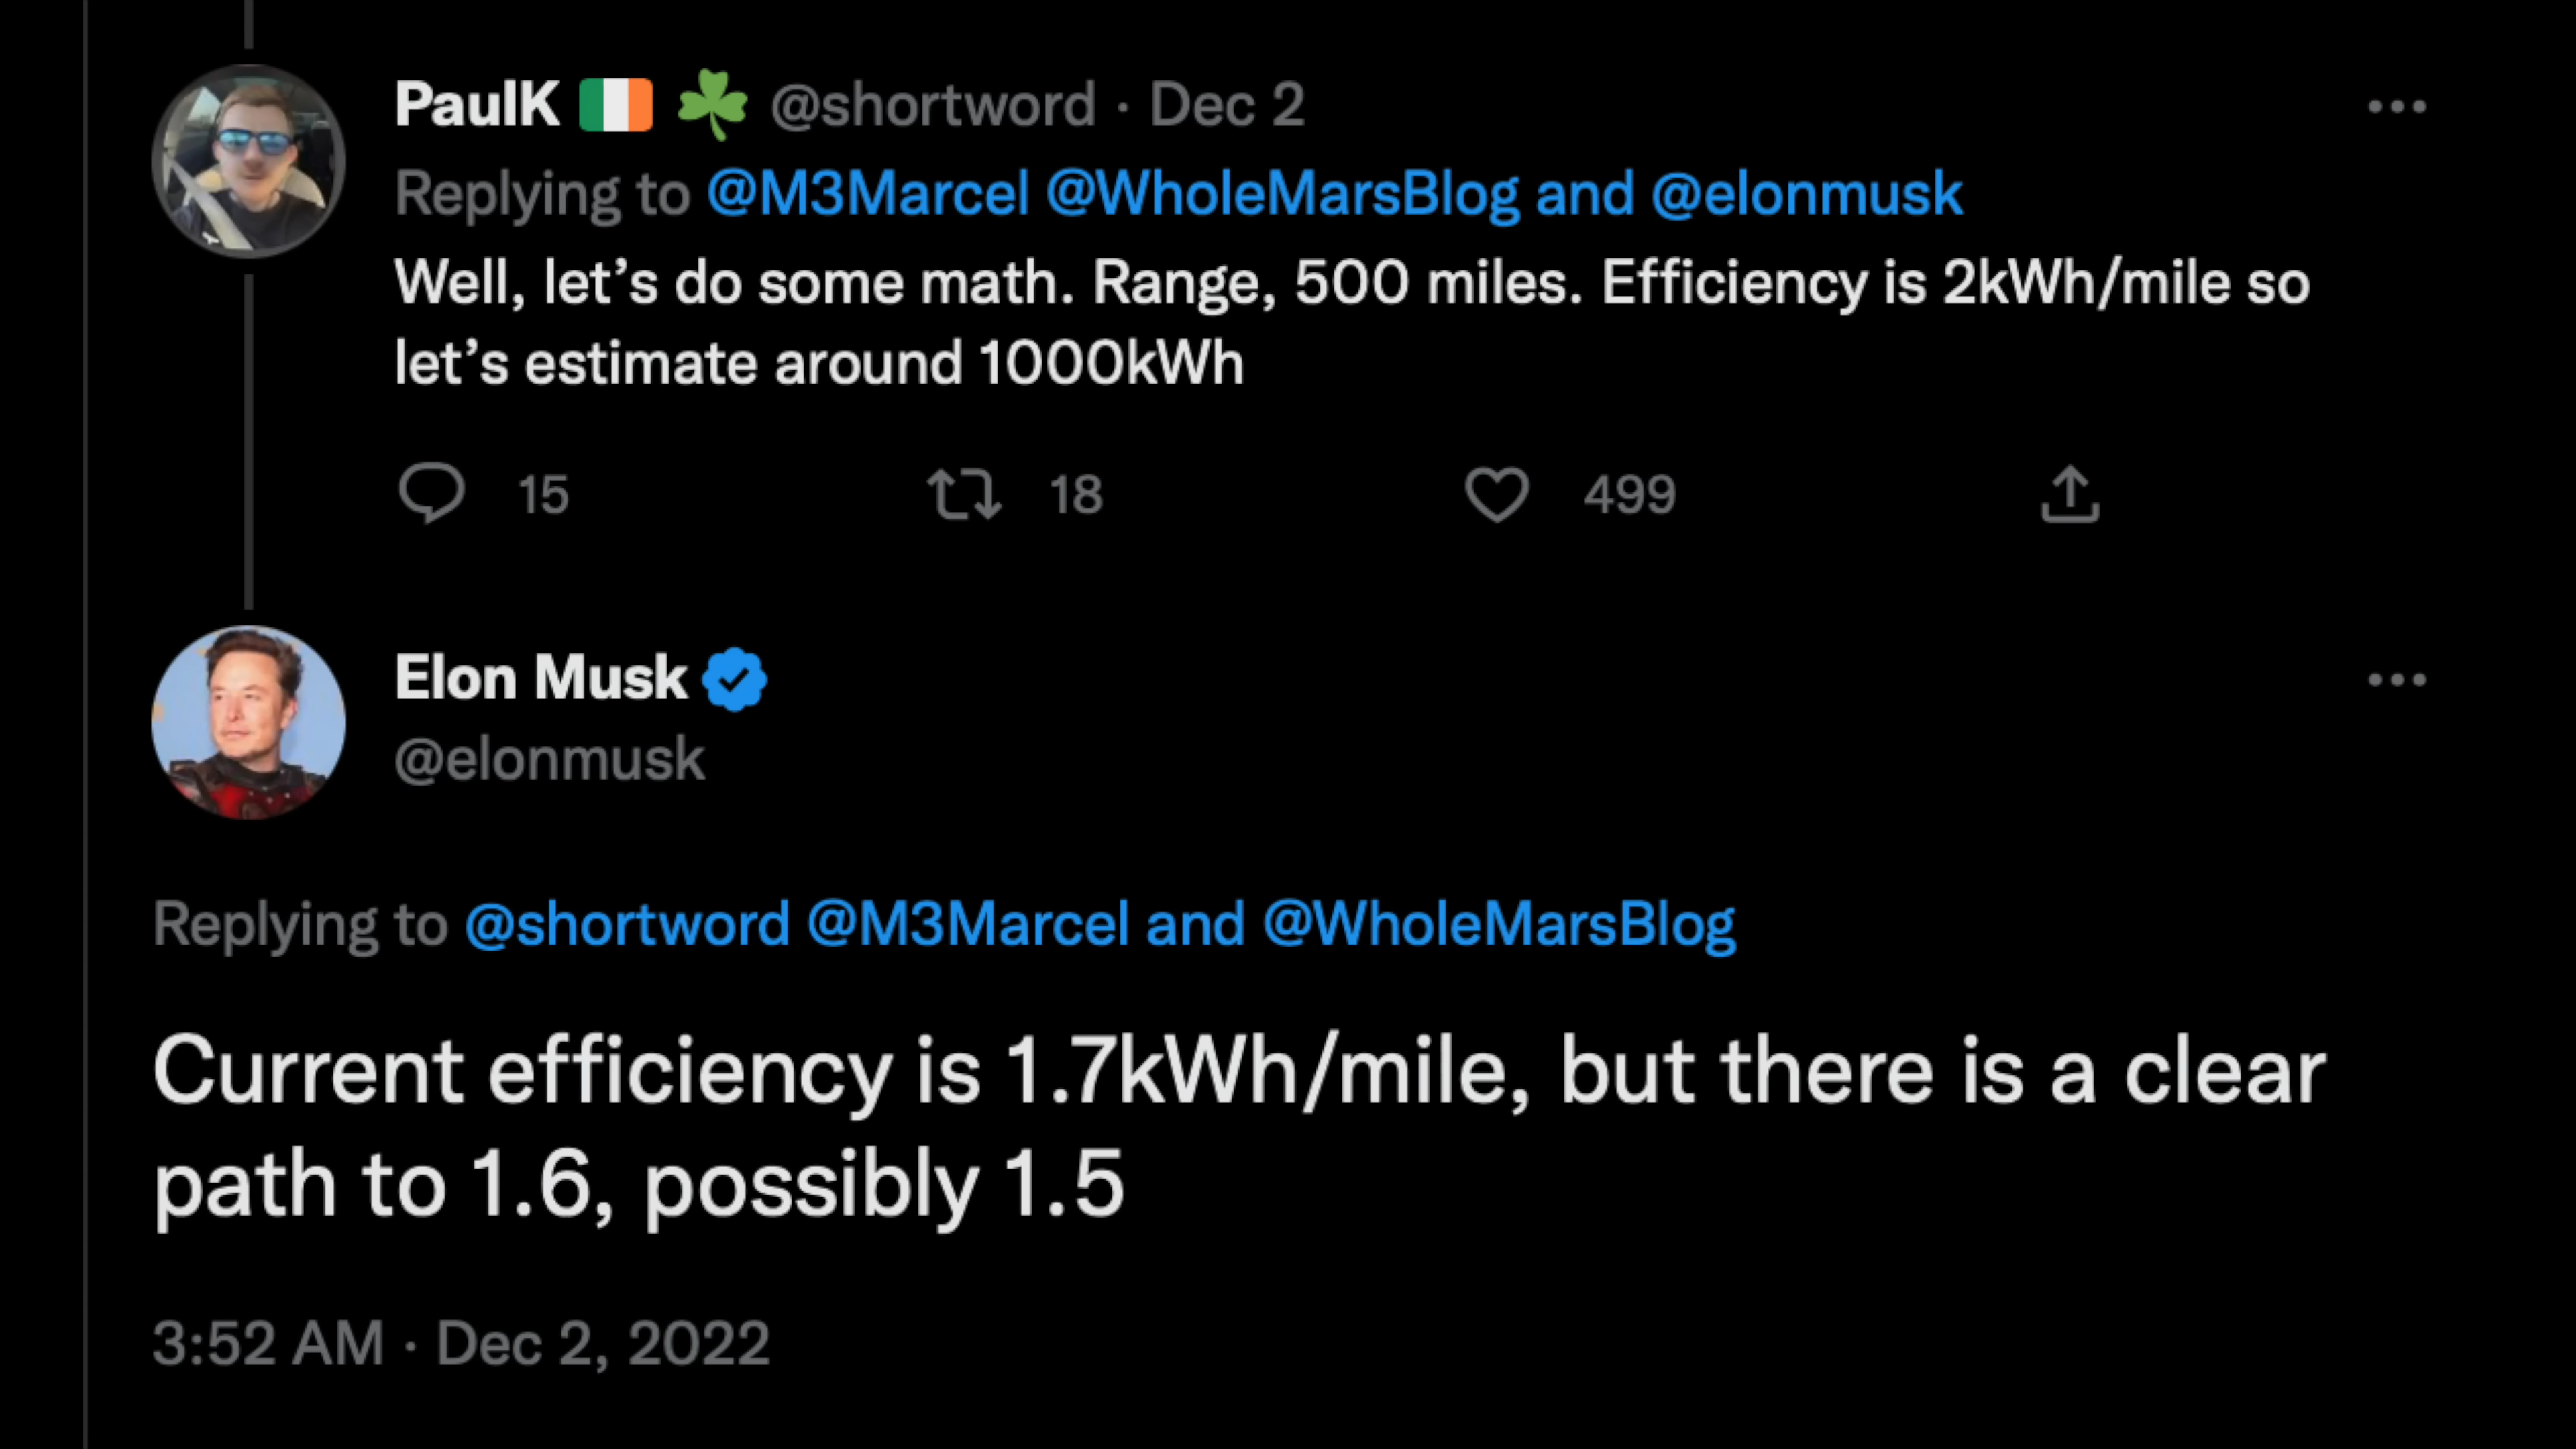 PaulK 🇮🇪 ☘️ @shortword · Dec 2
Replying to @M3Marcel @WholeMarsBlog and @elonmusk
Well, let’s do some math. Range, 500 miles. Efficiency is 2kWh/mile so
let’s estimate around 1000kWh
15 18 499
Elon Musk
@elonmusk
Replying to @shortword @M3Marcel and @WholeMarsBlog
Current efficiency is 1.7kWh/mile, but there is a clear
path to 1.6, possibly 1.5
3:52 AM · Dec 2, 2022